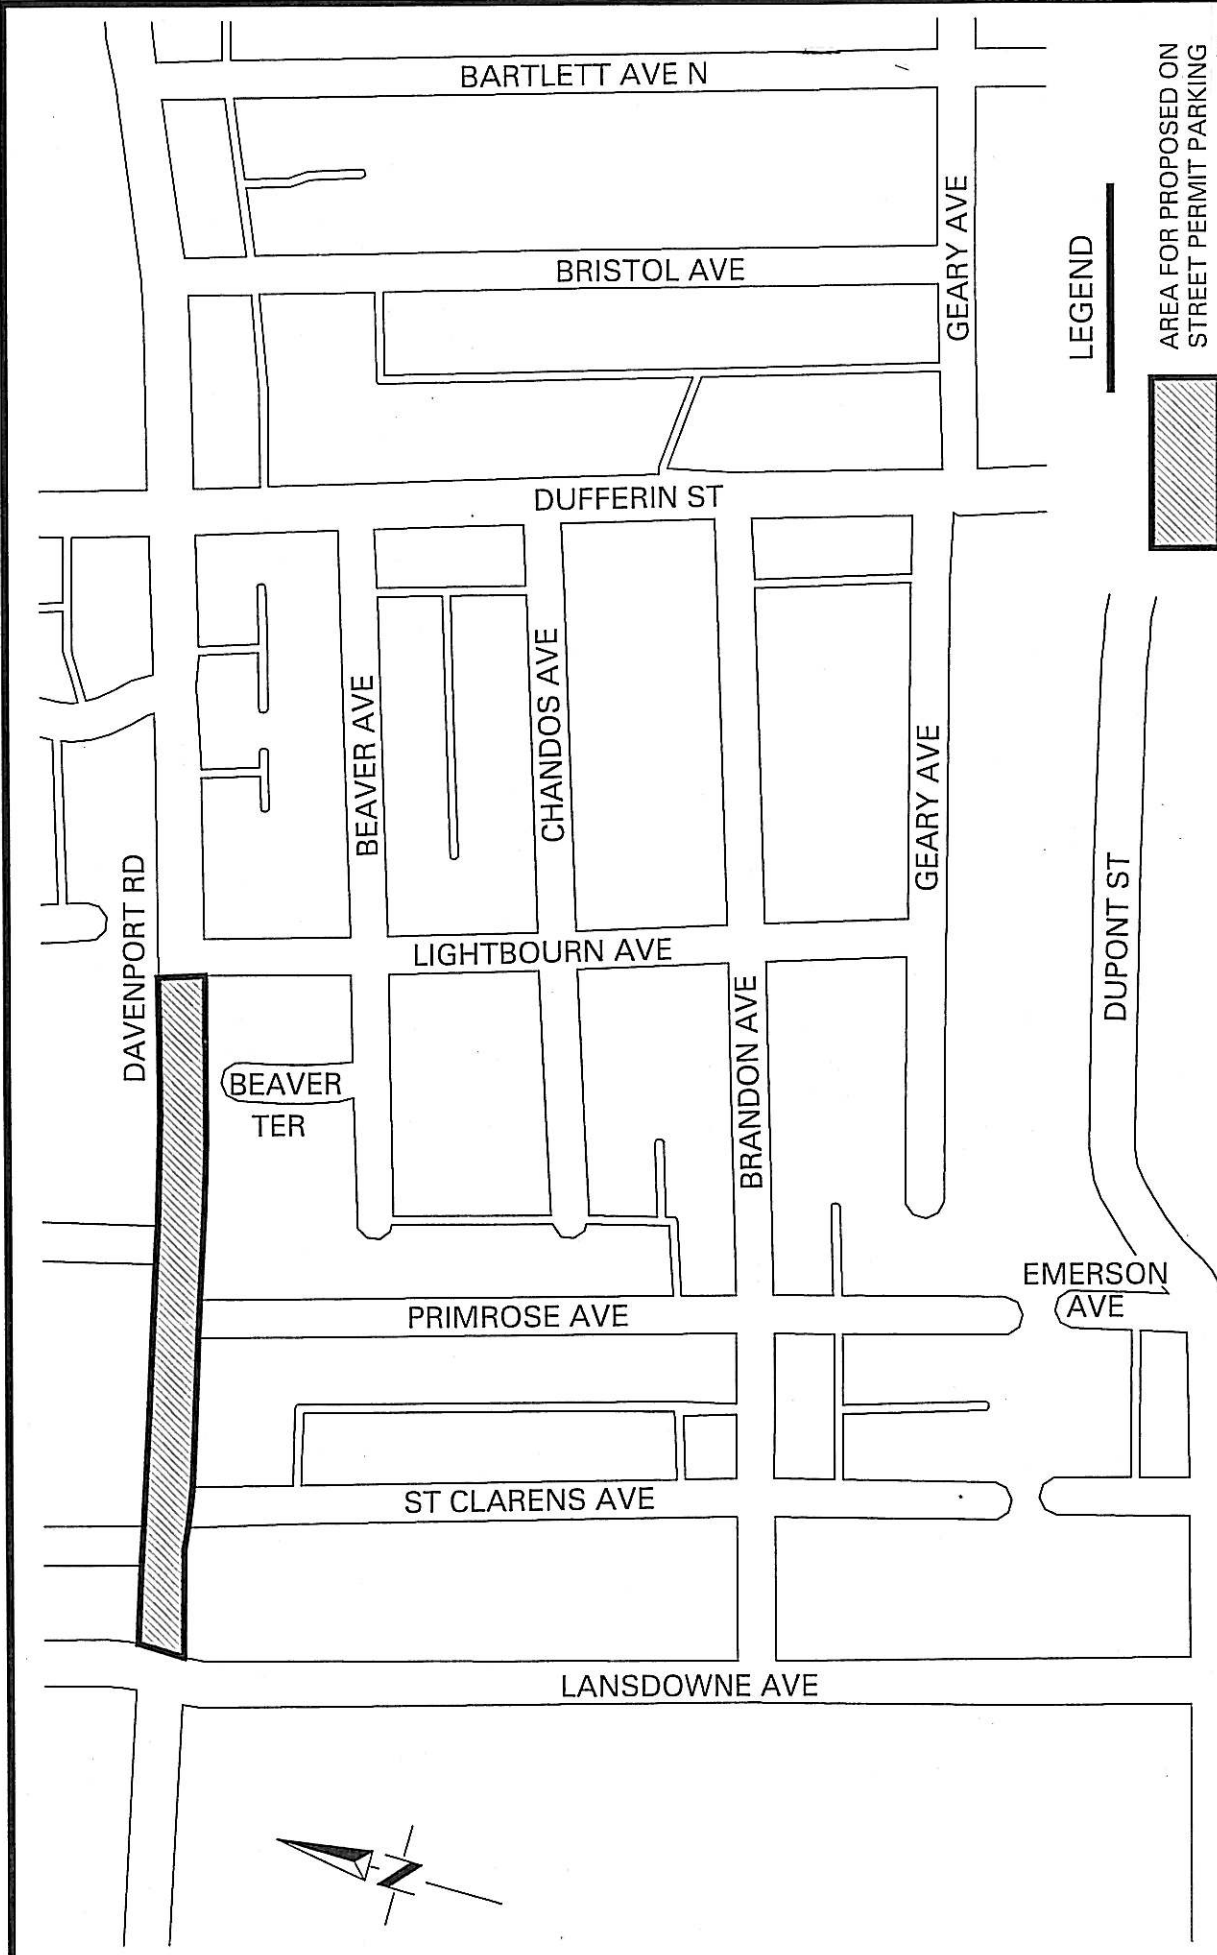 BARTLETT AVE N
BRISTOL AVE
GEARY AVE
LEGEND
AREA FOR PROPOSED ON
STREET PERMIT PARKING
DUFFERIN ST
BEAVER AVE
CHANDOS AVE
GEARY AVE
DAVENPORT RD
LIGHTBOURN AVE
DUPONT ST
BEAVER
TER
BRANDON AVE
EMERSON
AVE
PRIMROSE AVE
ST CLARENS AVE
LANSDOWNE AVE
N